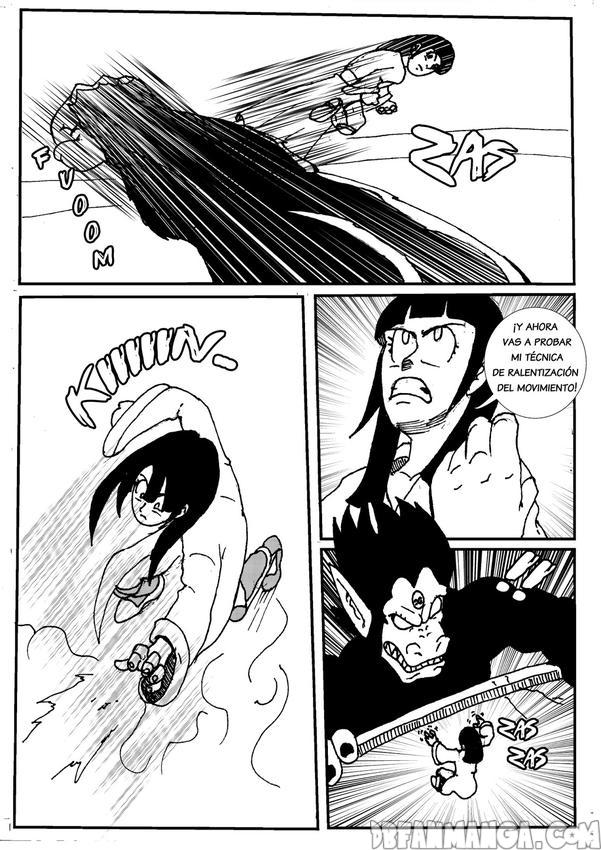 ZAS
FUOOM
KIIIIIIN-
¡Y AHORA
VAS A PROBAR
MI TÉCNICA
DE RALENTIZACIÓN
DEL MOVIMIENTO!
ZAS
ZAS
DBFANMANGA.COM